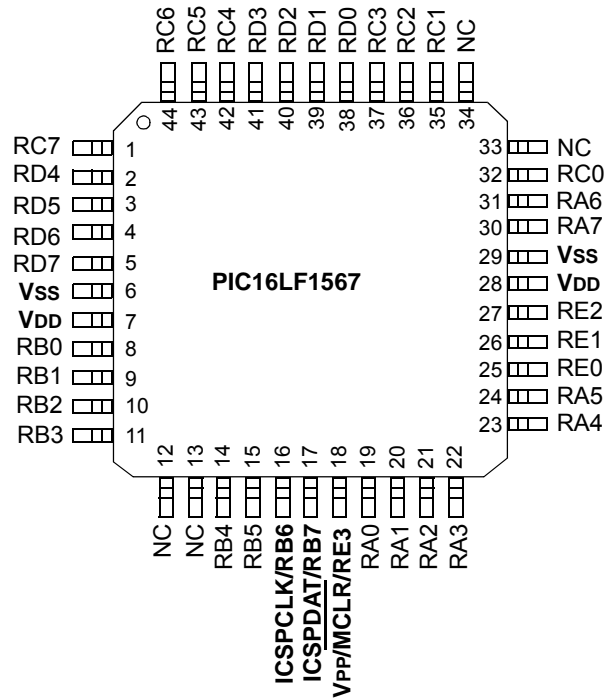 RC6
RC5
RC4
RD3
RD2
RD1
RD0
RC3
RC2
RC1
NC
44
43
42
41
40
39
38
37
36
35
34
RC7 1
RD4 2
RD5 3
RD6 4
RD7 5
VSS 6
VDD 7
RB0 8
RB1 9
RB2 10
RB3 11
PIC16LF1567
33 NC
32 RC0
31 RA6
30 RA7
29 VSS
28 VDD
27 RE2
26 RE1
25 RE0
24 RA5
23 RA4
12
13
14
15
16
17
18
19
20
21
22
NC
NC
RB4
RB5
ICSPCLK/RB6
ICSPDAT/RB7
VPP/MCLR/RE3
RA0
RA1
RA2
RA3